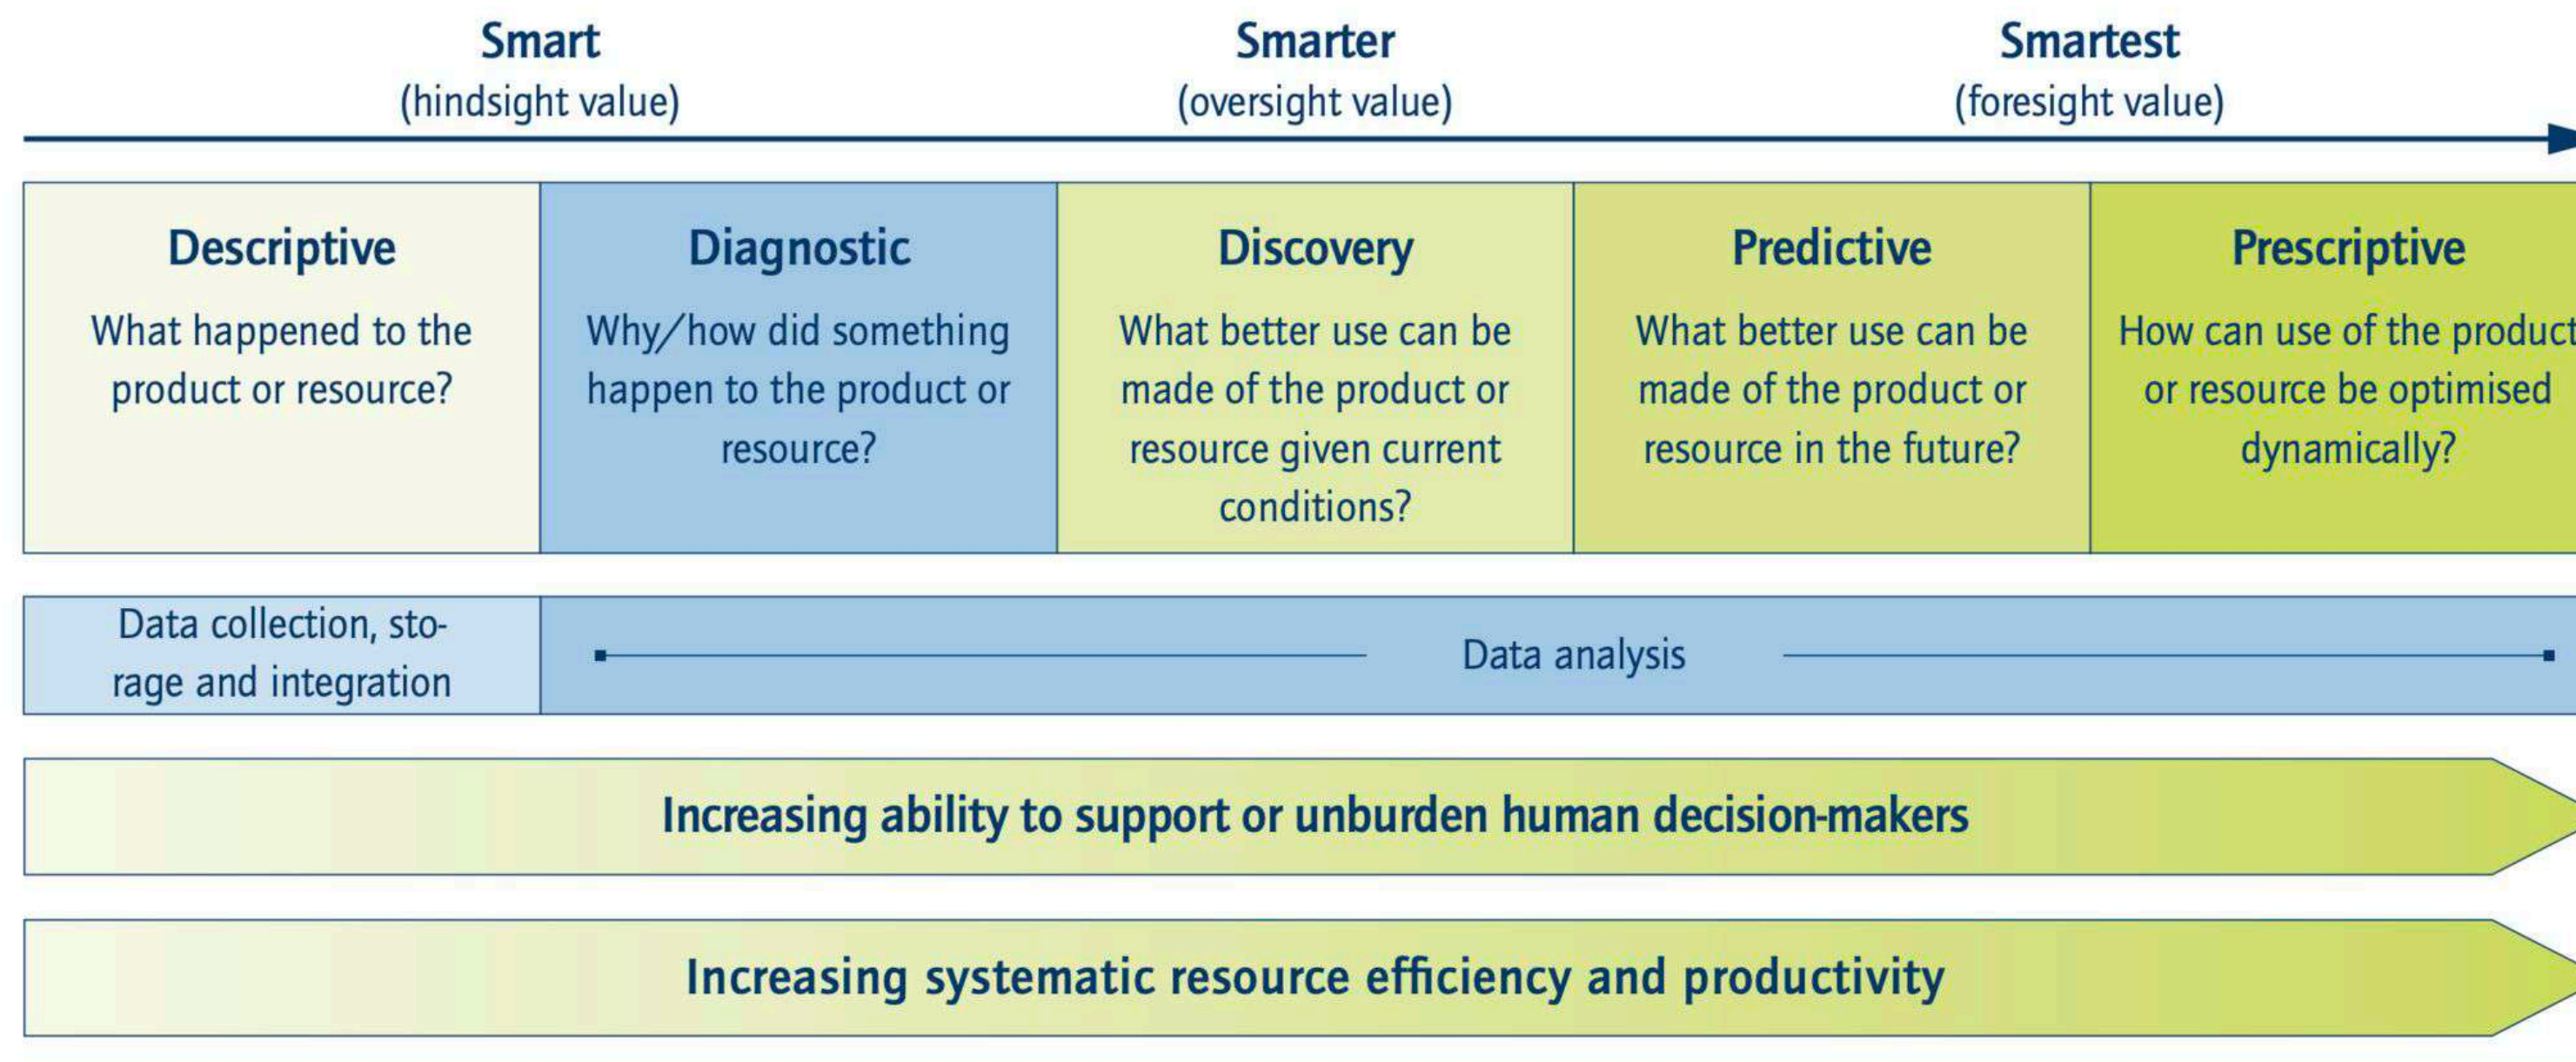 Smart
(hindsight value)
Smarter
(oversight value)
Smartest
(foresight value)
Descriptive
What happened to the
product or resource?
Diagnostic
Why/how did something
happen to the product or
resource?
Discovery
What better use can be
made of the product or
resource given current
conditions?
Predictive
What better use can be
made of the product or
resource in the future?
Prescriptive
How can use of the product
or resource be optimised
dynamically?
Data collection, sto-
rage and integration
Data analysis
Increasing ability to support or unburden human decision-makers
Increasing systematic resource efficiency and productivity